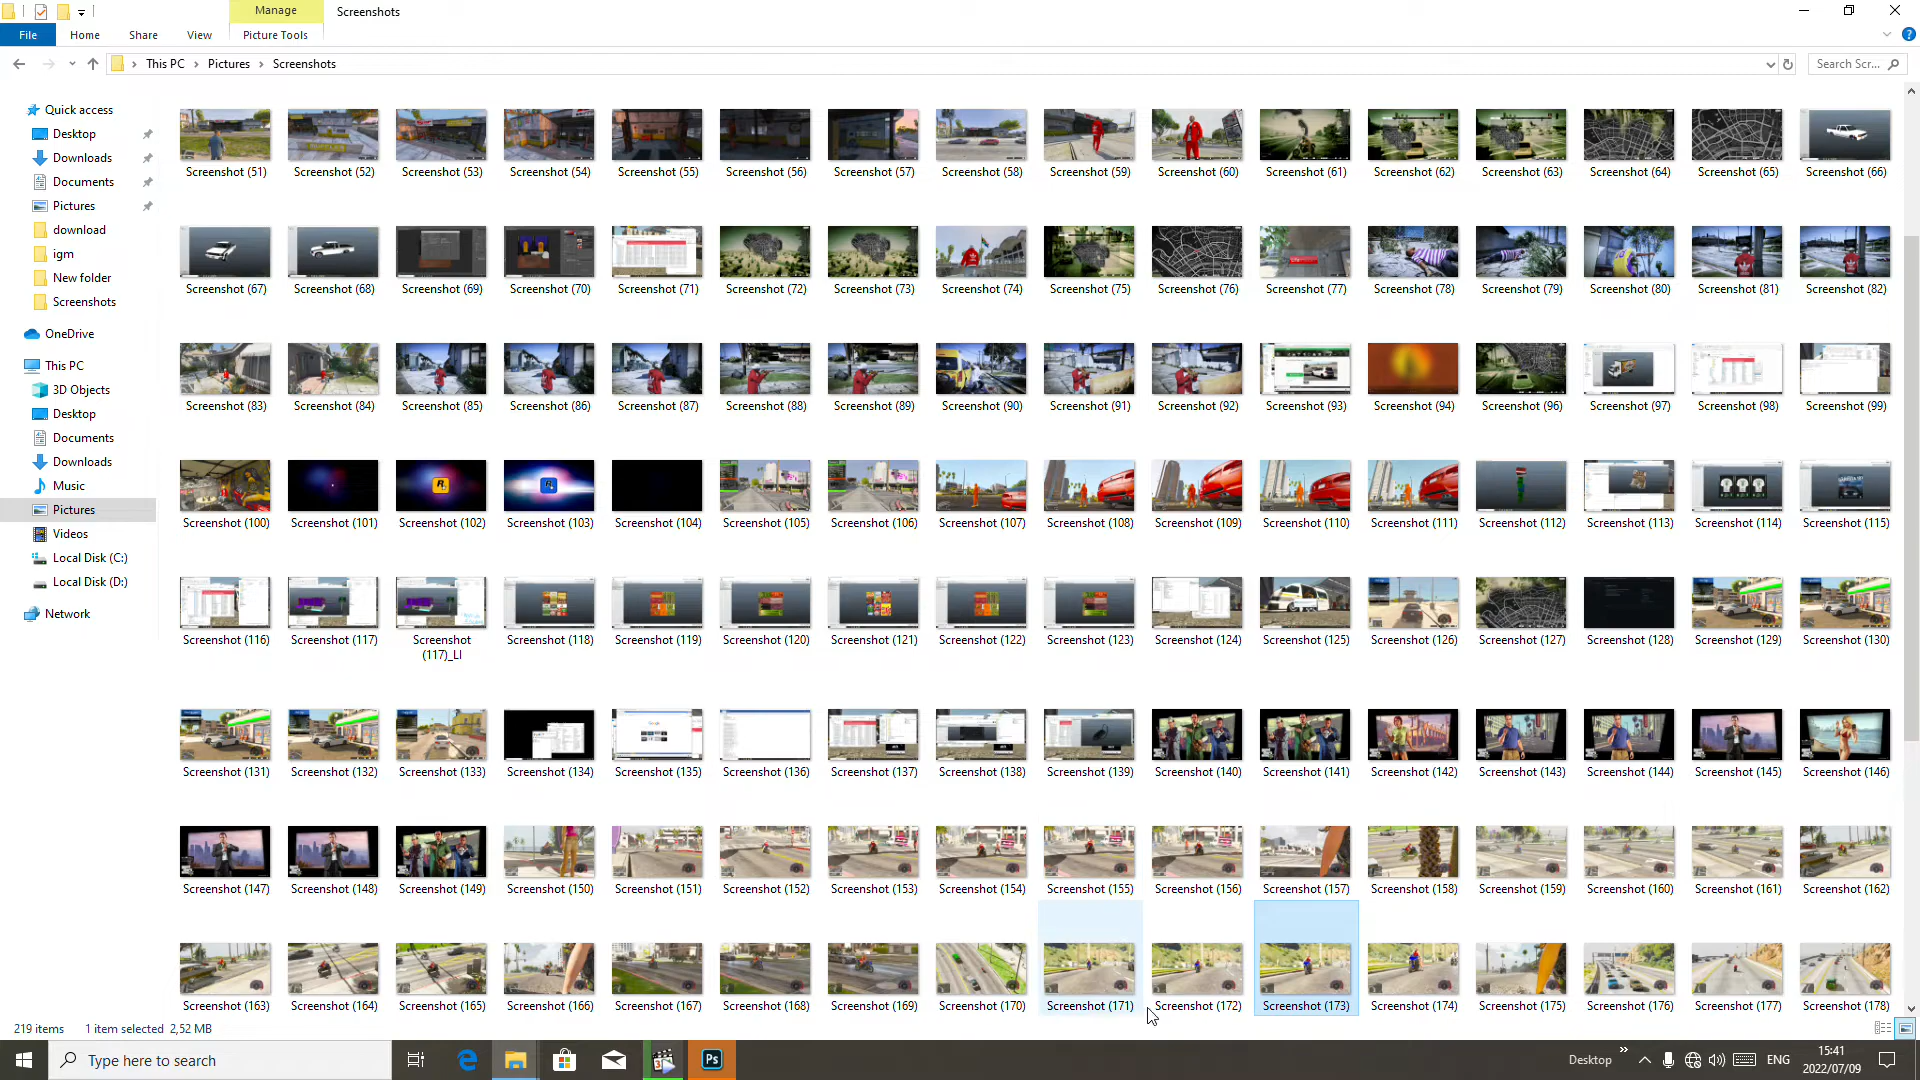 Manage
Screenshots
File
Home
Share
View
Picture Tools
This PC
Pictures
Screenshots
Search Scr...
Quick access
Desktop
Downloads
Documents
Pictures
download
igm
New folder
Screenshots
OneDrive
This PC
3D Objects
Desktop
Documents
Downloads
Music
Pictures
Videos
Local Disk (C:)
Local Disk (D:)
Network
Screenshot (51) Screenshot (52) Screenshot (53) Screenshot (54) Screenshot (55) Screenshot (56) Screenshot (57) Screenshot (58) Screenshot (59) Screenshot (60) Screenshot (61) Screenshot (62) Screenshot (63) Screenshot (64) Screenshot (65) Screenshot (66)
Screenshot (67) Screenshot (68) Screenshot (69) Screenshot (70) Screenshot (71) Screenshot (72) Screenshot (73) Screenshot (74) Screenshot (75) Screenshot (76) Screenshot (77) Screenshot (78) Screenshot (79) Screenshot (80) Screenshot (81) Screenshot (82)
Screenshot (83) Screenshot (84) Screenshot (85) Screenshot (86) Screenshot (87) Screenshot (88) Screenshot (89) Screenshot (90) Screenshot (91) Screenshot (92) Screenshot (93) Screenshot (94) Screenshot (96) Screenshot (97) Screenshot (98) Screenshot (99)
Screenshot (100) Screenshot (101) Screenshot (102) Screenshot (103) Screenshot (104) Screenshot (105) Screenshot (106) Screenshot (107) Screenshot (108) Screenshot (109) Screenshot (110) Screenshot (111) Screenshot (112) Screenshot (113) Screenshot (114) Screenshot (115)
Screenshot (116) Screenshot (117) Screenshot (117)_LI Screenshot (118) Screenshot (119) Screenshot (120) Screenshot (121) Screenshot (122) Screenshot (123) Screenshot (124) Screenshot (125) Screenshot (126) Screenshot (127) Screenshot (128) Screenshot (129) Screenshot (130)
Screenshot (131) Screenshot (132) Screenshot (133) Screenshot (134) Screenshot (135) Screenshot (136) Screenshot (137) Screenshot (138) Screenshot (139) Screenshot (140) Screenshot (141) Screenshot (142) Screenshot (143) Screenshot (144) Screenshot (145) Screenshot (146)
Screenshot (147) Screenshot (148) Screenshot (149) Screenshot (150) Screenshot (151) Screenshot (152) Screenshot (153) Screenshot (154) Screenshot (155) Screenshot (156) Screenshot (157) Screenshot (158) Screenshot (159) Screenshot (160) Screenshot (161) Screenshot (162)
Screenshot (163) Screenshot (164) Screenshot (165) Screenshot (166) Screenshot (167) Screenshot (168) Screenshot (169) Screenshot (170) Screenshot (171) Screenshot (172) Screenshot (173) Screenshot (174) Screenshot (175) Screenshot (176) Screenshot (177) Screenshot (178)
219 items 1 item selected 2,52 MB
Type here to search
Ps
Desktop
ENG
15:41
2022/07/09